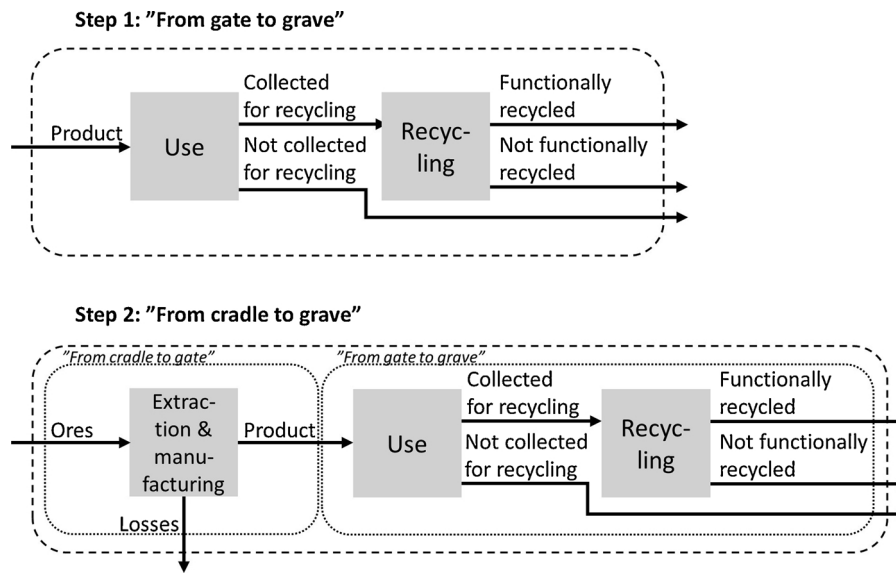 Step 1: ”From gate to grave”
Product
Use
Collected
for recycling
Not collected
for recycling
Recyc-
ling
Functionally
recycled
Not functionally
recycled
Step 2: ”From cradle to grave”
”From cradle to gate”
”From gate to grave”
Ores
Extrac-
tion &
manu-
facturing
Losses
Product
Use
Collected
for recycling
Not collected
for recycling
Recyc-
ling
Functionally
recycled
Not functionally
recycled